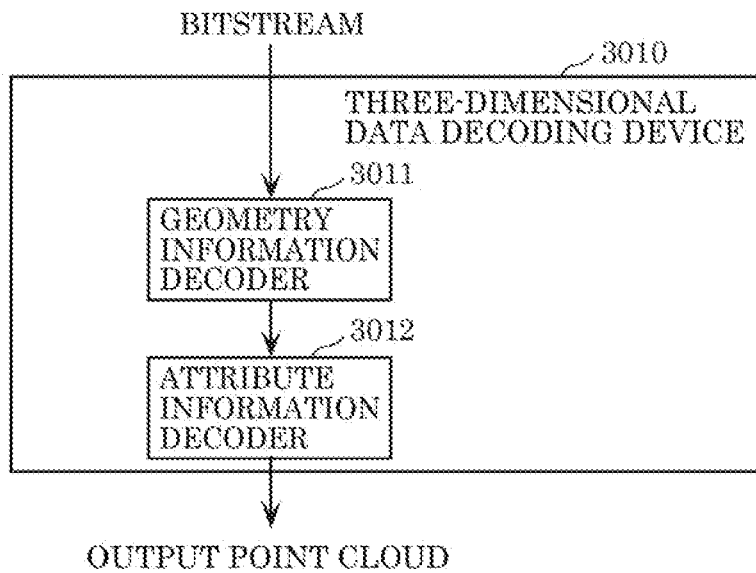 BITSTREAM
3010
THREE-DIMENSIONAL
DATA DECODING DEVICE
3011
GEOMETRY
INFORMATION
DECODER
3012
ATTRIBUTE
INFORMATION
DECODER
OUTPUT POINT CLOUD